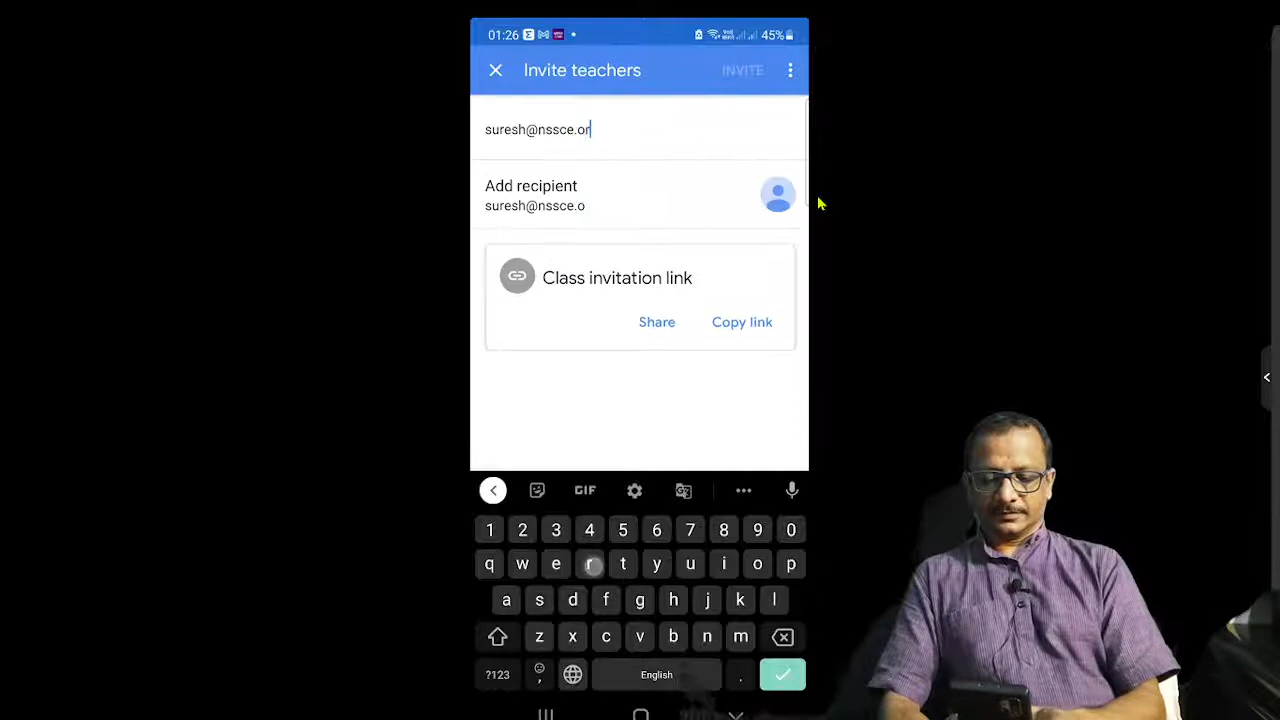 01:26 45%
Invite teachers INVITE
suresh@nssce.or
Add recipient
suresh@nssce.o
Class invitation link
Share Copy link
GIF
1 2 3 4 5 6 7 8 9 0
q w e r t y u i o p
a s d f g h j k l
z x c v b n m
?123 , English .